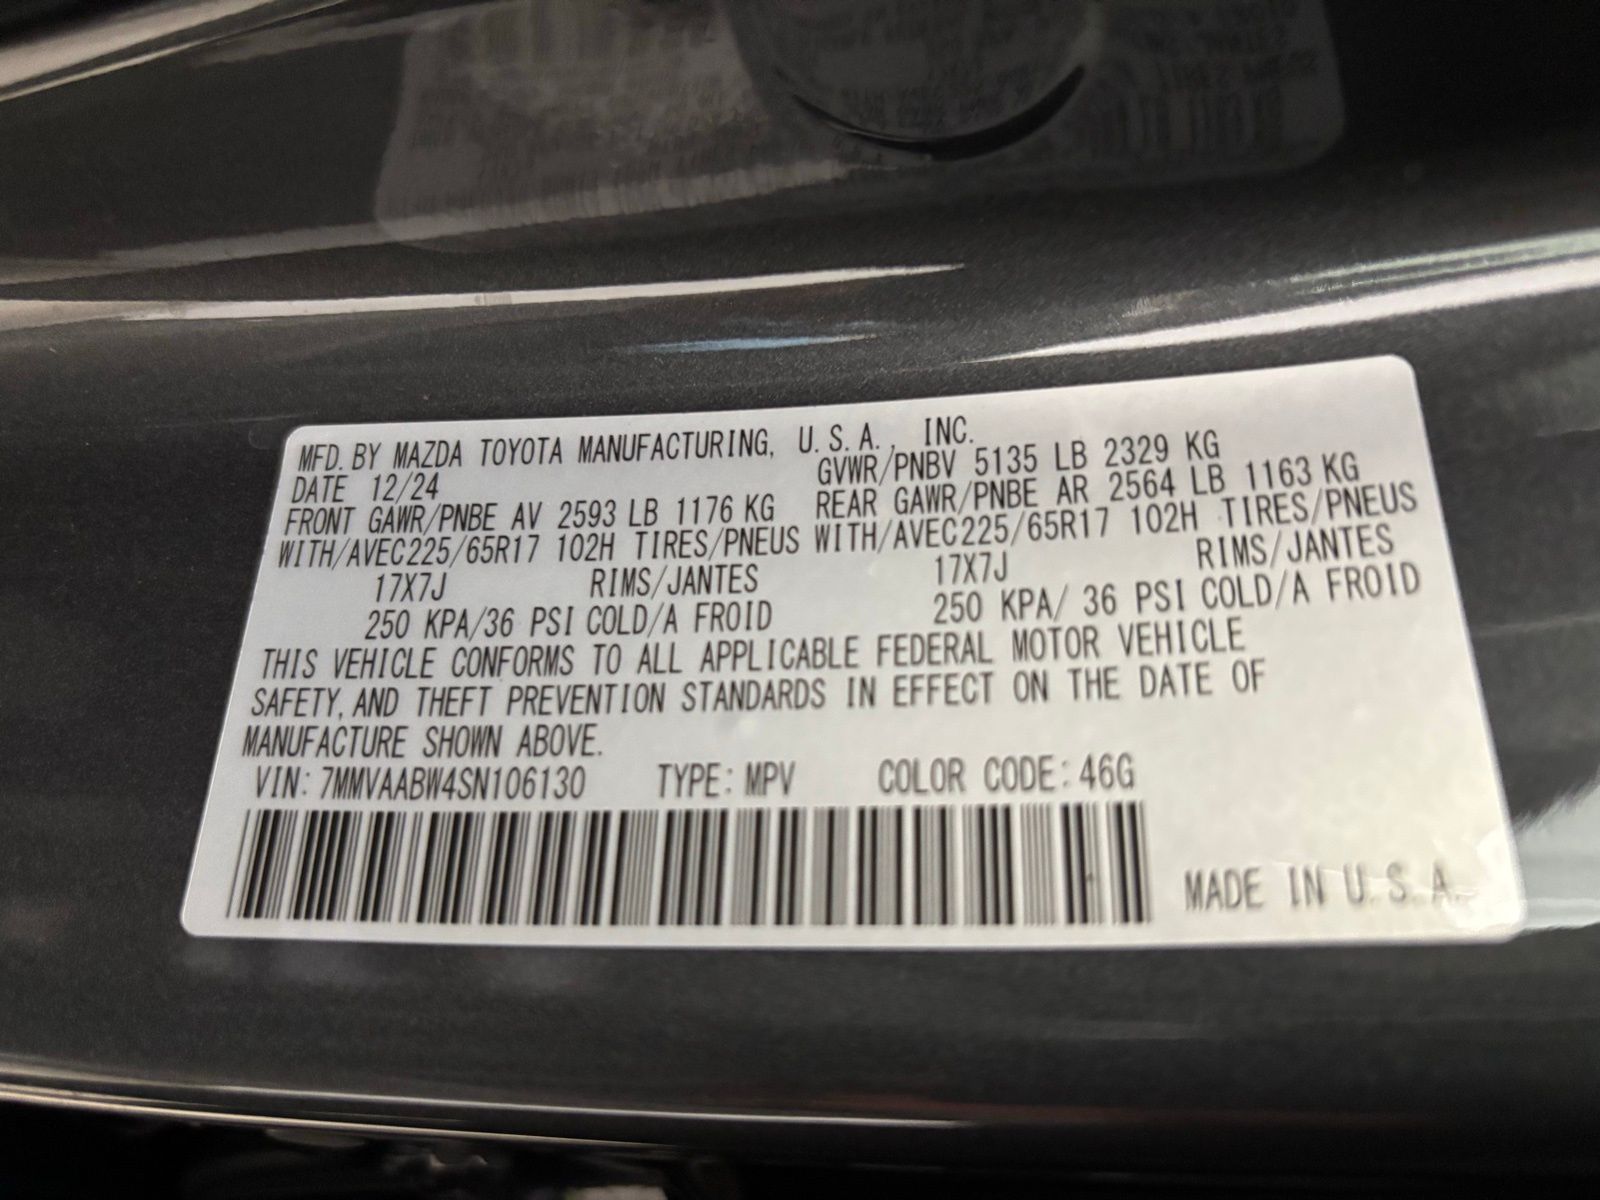 MFD. BY MAZDA TOYOTA MANUFACTURING, U.S.A., INC.
DATE 12/24 GVWR/PNBV 5135 LB 2329 KG
FRONT GAWR/PNBE AV 2593 LB 1176 KG REAR GAWR/PNBE AR 2564 LB 1163 KG
WITH/AVEC225/65R17 102H TIRES/PNEUS WITH/AVEC225/65R17 102H TIRES/PNEUS
17X7J RIMS/JANTES 17X7J RIMS/JANTES
250 KPA/36 PSI COLD/A FROID 250 KPA/ 36 PSI COLD/A FROID
THIS VEHICLE CONFORMS TO ALL APPLICABLE FEDERAL MOTOR VEHICLE
SAFETY, AND THEFT PREVENTION STANDARDS IN EFFECT ON THE DATE OF
MANUFACTURE SHOWN ABOVE.
VIN: 7MMVAABW4SN106130 TYPE: MPV COLOR CODE: 46G
MADE IN U.S.A.